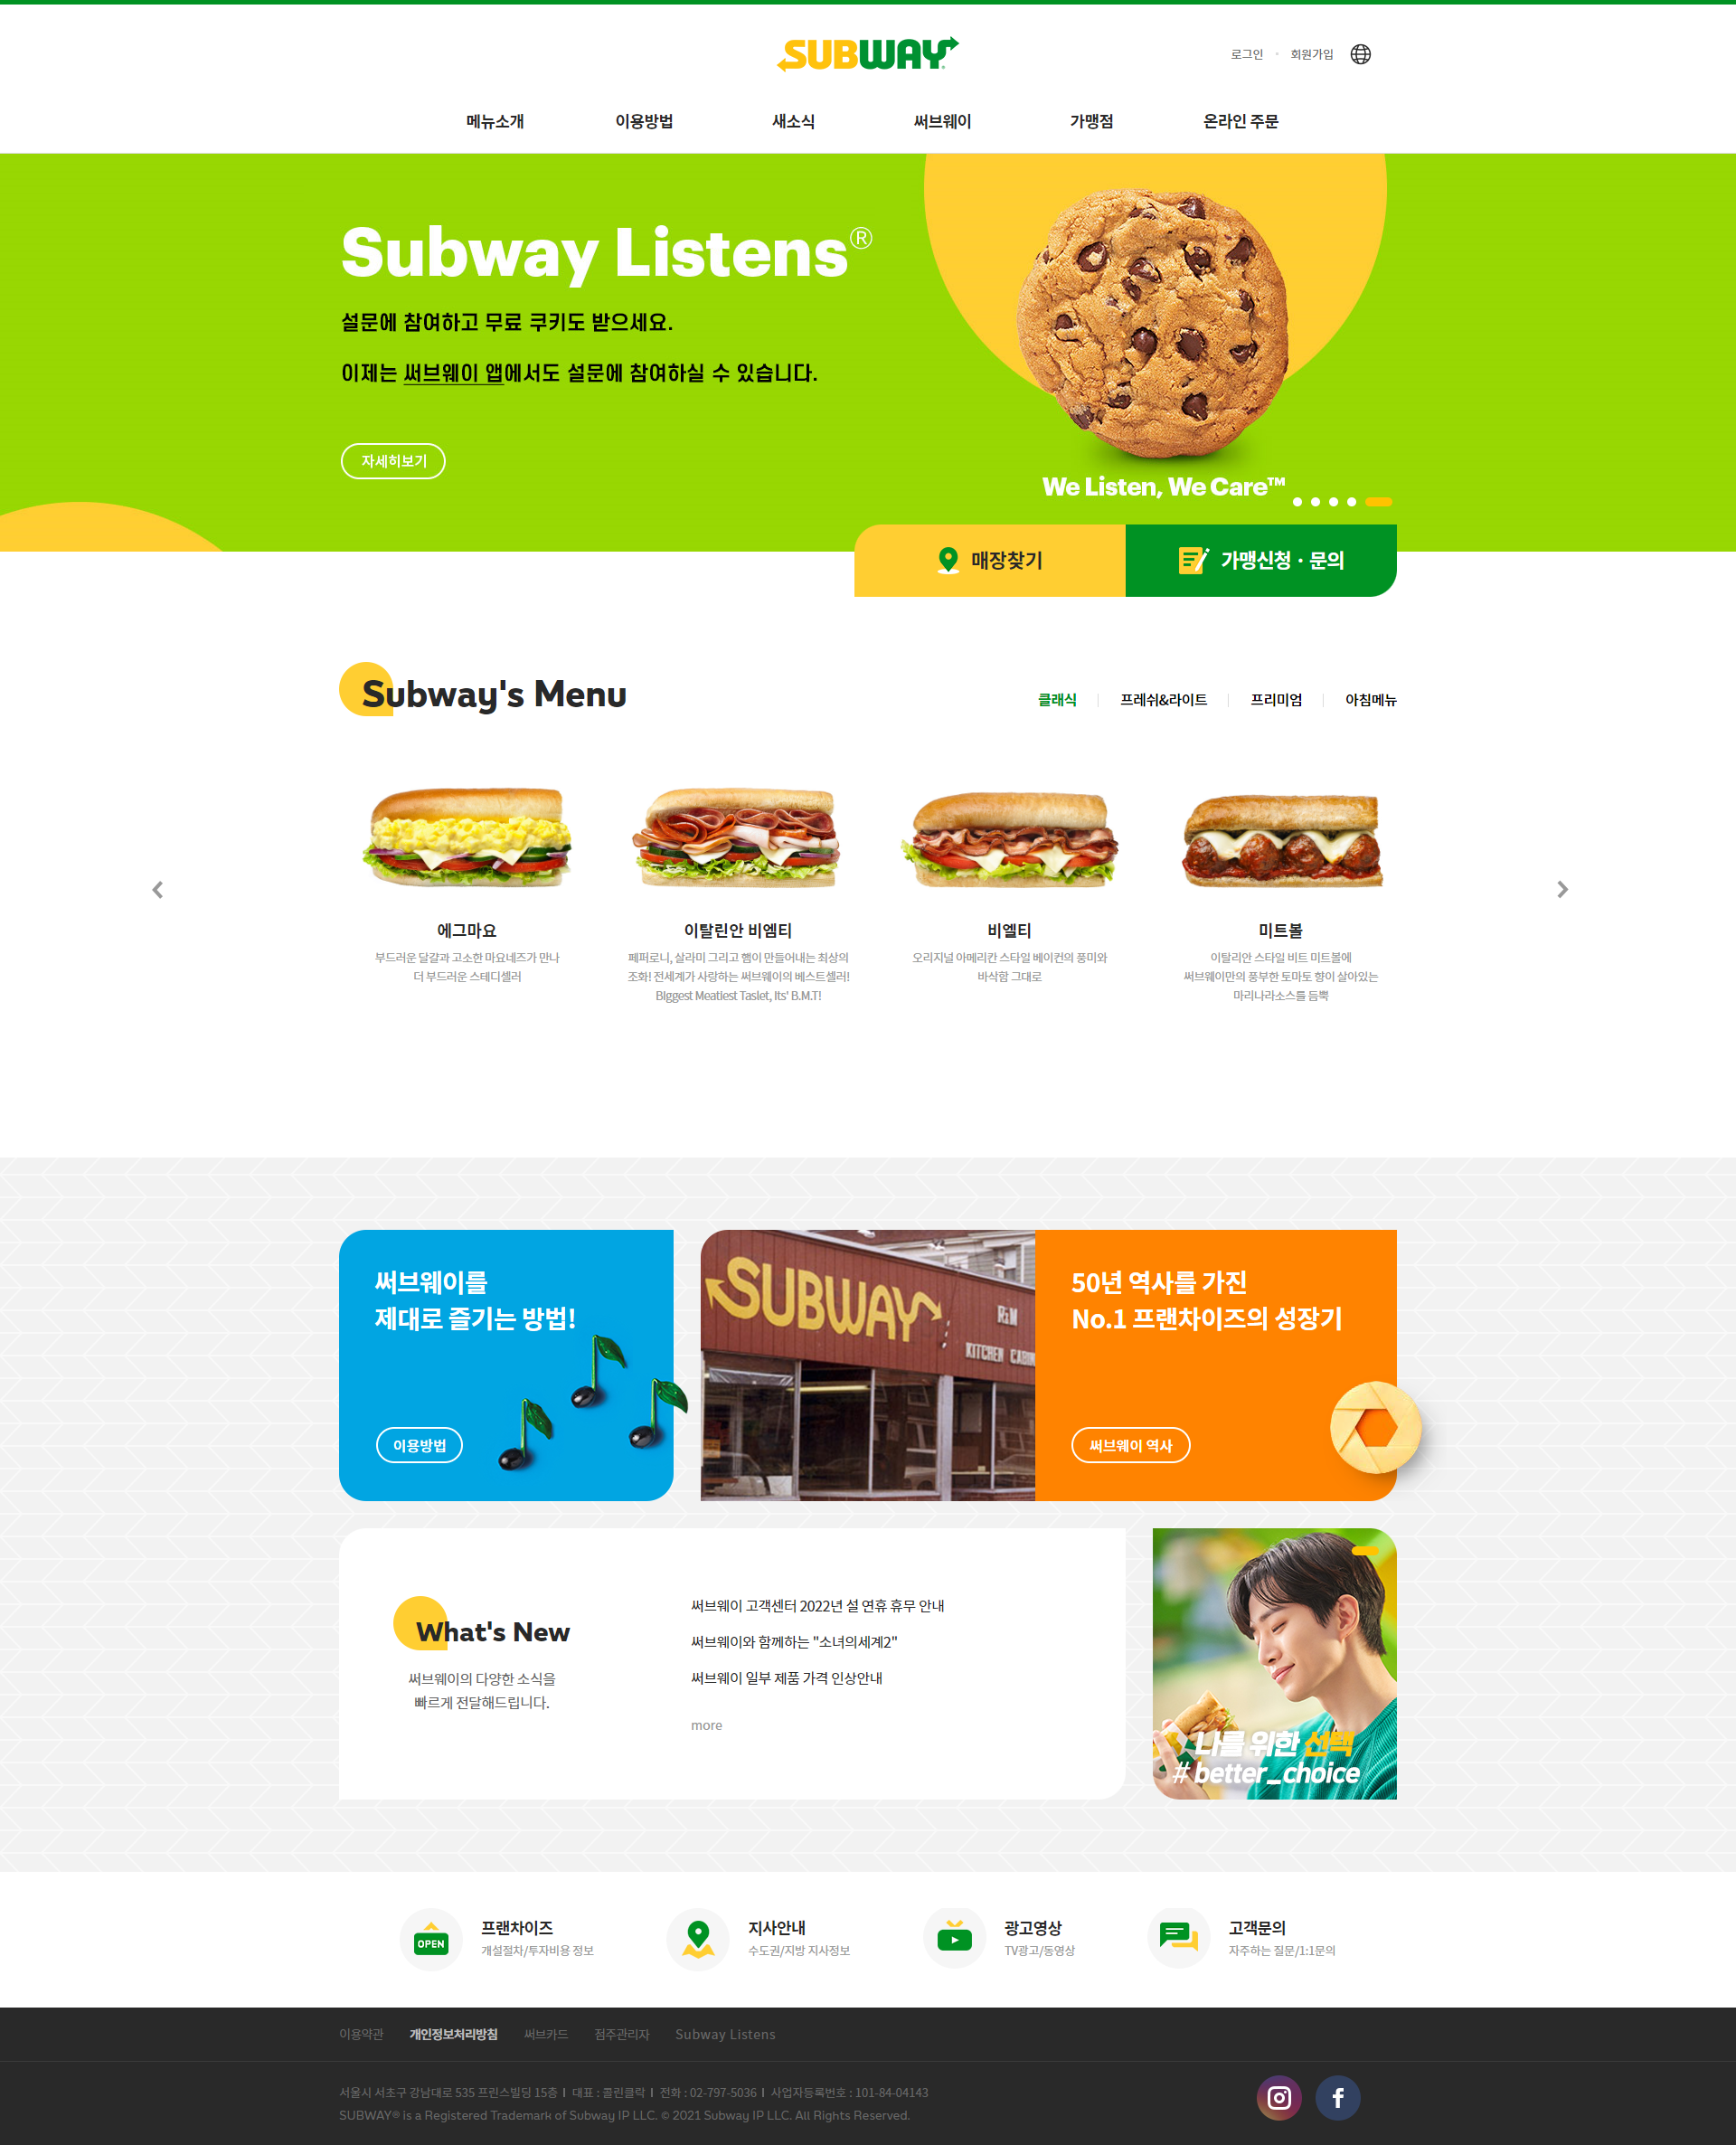 SUBWAY
로그인
회원가입
메뉴소개
이용방법
새소식
써브웨이
가맹점
온라인 주문
Subway Listens®
설문에 참여하고 무료 쿠키도 받으세요.
이제는 써브웨이 앱에서도 설문에 참여하실 수 있습니다.
자세히보기
We Listen, We Care™
매장찾기
가맹신청 · 문의
Subway's Menu
클래식
프레쉬&라이트
프리미엄
아침메뉴
에그마요
부드러운 달걀과 고소한 마요네즈가 만나
더 부드러운 스테디셀러
이탈린안 비엠티
페퍼로니, 살라미 그리고 햄이 만들어내는 최상의
조화! 전세계가 사랑하는 써브웨이의 베스트셀러!
Biggest Meatiest Taslet, Its' B.M.T!
비엘티
오리지널 아메리칸 스타일 베이컨의 풍미와
바삭함 그대로
미트볼
이탈리안 스타일 비트 미트볼에
써브웨이만의 풍부한 토마토 향이 살아있는
마리나라소스를 듬뿍
써브웨이를
제대로 즐기는 방법!
이용방법
SUBWAY
R&M
KITCHEN CABIN
50년 역사를 가진
No.1 프랜차이즈의 성장기
써브웨이 역사
What's New
써브웨이의 다양한 소식을
빠르게 전달해드립니다.
써브웨이 고객센터 2022년 설 연휴 휴무 안내
써브웨이와 함께하는 "소녀의세계2"
써브웨이 일부 제품 가격 인상안내
more
나를 위한 선택
# better_choice
OPEN
프랜차이즈
개설절차/투자비용 정보
지사안내
수도권/지방 지사정보
광고영상
TV광고/동영상
고객문의
자주하는 질문/1:1문의
이용약관
개인정보처리방침
써브카드
점주관리자
Subway Listens
서울시 서초구 강남대로 535 프린스빌딩 15층 | 대표 : 콜린클락 | 전화 : 02-797-5036 | 사업자등록번호 : 101-84-04143
SUBWAY® is a Registered Trademark of Subway IP LLC. © 2021 Subway IP LLC. All Rights Reserved.